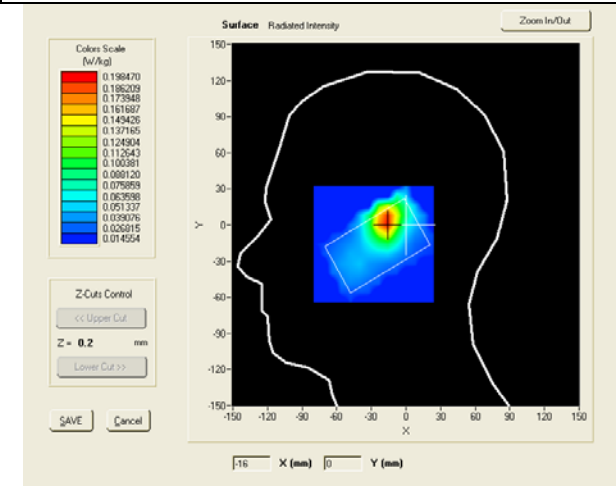 Surface Radiated Intensity
Zoom In/Out
Colors Scale
(W/kg)
0.198470
0.186209
0.173948
0.161687
0.149426
0.137165
0.124904
0.112643
0.100381
0.088120
0.075859
0.063598
0.051337
0.039076
0.026815
0.014554
Z-Cuts Control
<< Upper Cut
Z = 0.2 mm
Lower Cut >>
SAVE Cancel
150
120
90
60
30
0
-30
-60
-90
-120
-150
Y
-150 -120 -90 -60 -30 0 30 60 90 120 150
X
-16 X (mm) 0 Y (mm)